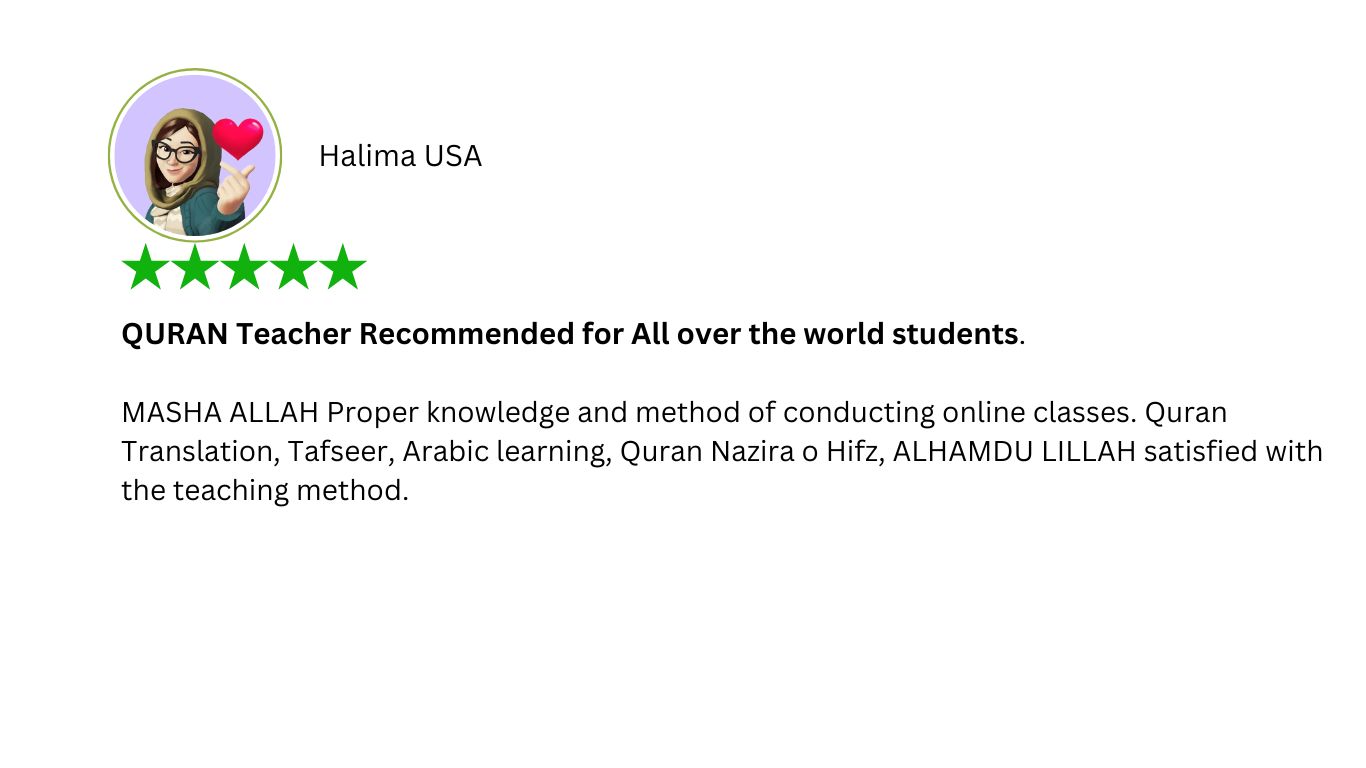 Halima USA
QURAN Teacher Recommended for All over the world students.
MASHA ALLAH Proper knowledge and method of conducting online classes. Quran
Translation, Tafseer, Arabic learning, Quran Nazira o Hifz, ALHAMDU LILLAH satisfied with
the teaching method.